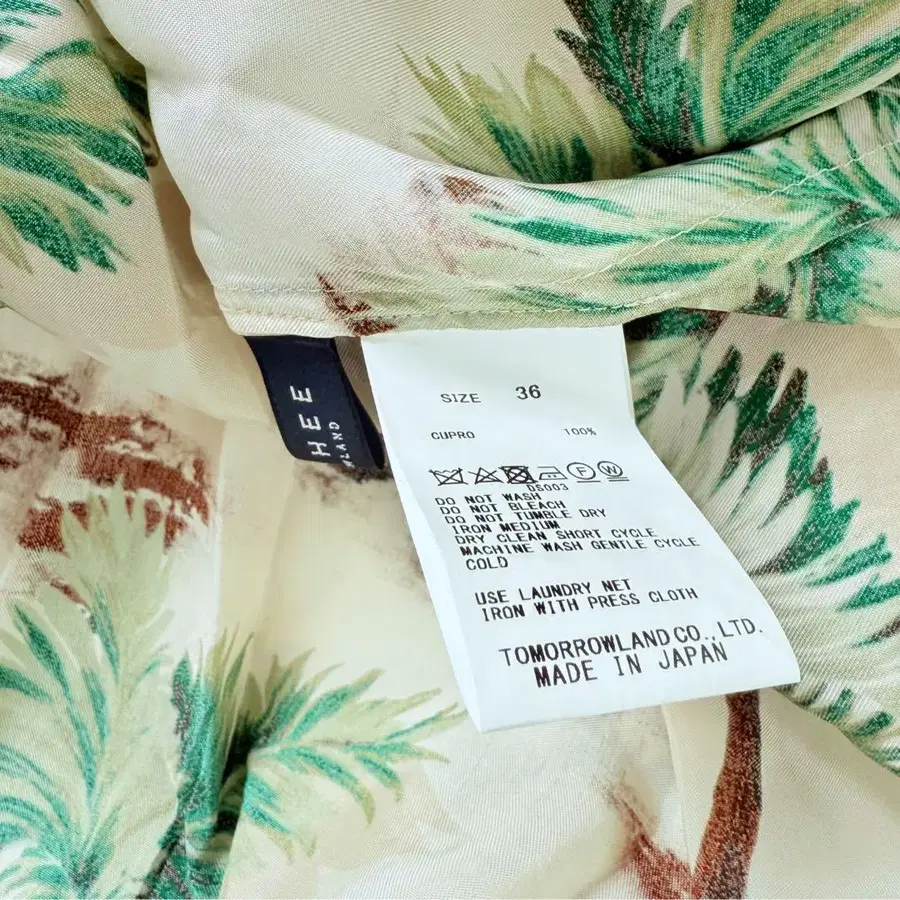 HEE
LAND
SIZE 36
CUPRO 100%
DS003
DO NOT WASH
DO NOT BLEACH
DO NOT TUMBLE DRY
IRON MEDIUM
DRY CLEAN SHORT CYCLE
MACHINE WASH GENTLE CYCLE
COLD
USE LAUNDRY NET
IRON WITH PRESS CLOTH
TOMORROWLAND CO., LTD.
MADE IN JAPAN